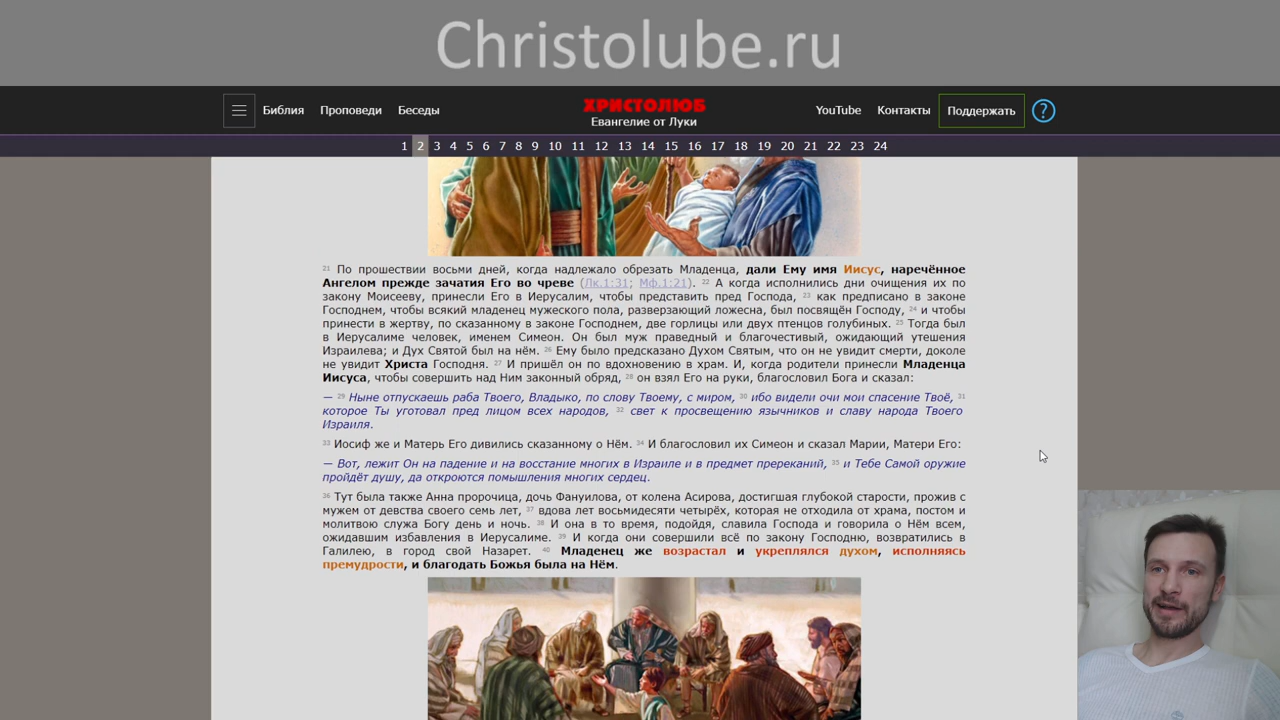 Christolube.ru
Библия Проповеди Беседы ХРИСТОЛЮБ YouTube Контакты Поддержать ?
Евангелие от Луки
1 2 3 4 5 6 7 8 9 10 11 12 13 14 15 16 17 18 19 20 21 22 23 24
21 По прошествии восьми дней, когда надлежало обрезать Младенца, дали Ему имя Иисус, наречённое
Ангелом прежде зачатия Его во чреве (Лк.1:31; Мф.1:21). 22 А когда исполнились дни очищения их по
закону Моисееву, принесли Его в Иерусалим, чтобы представить пред Господа, 23 как предписано в законе
Господнем, чтобы всякий младенец мужеского пола, разверзающий ложесна, был посвящён Господу, 24 и чтобы
принести в жертву, по сказанному в законе Господнем, две горлицы или двух птенцов голубиных. 25 Тогда был
в Иерусалиме человек, именем Симеон. Он был муж праведный и благочестивый, ожидающий утешения
Израилева; и Дух Святой был на нём. 26 Ему было предсказано Духом Святым, что он не увидит смерти, доколе
не увидит Христа Господня. 27 И пришёл он по вдохновению в храм. И, когда родители принесли Младенца
Иисуса, чтобы совершить над Ним законный обряд, 28 он взял Его на руки, благословил Бога и сказал:
— 29 Ныне отпускаешь раба Твоего, Владыко, по слову Твоему, с миром, 30 ибо видели очи мои спасение Твоё, 31
которое Ты уготовал пред лицом всех народов, 32 свет к просвещению язычников и славу народа Твоего
Израиля.
33 Иосиф же и Матерь Его дивились сказанному о Нём. 34 И благословил их Симеон и сказал Марии, Матери Его:
— Вот, лежит Он на падение и на восстание многих в Израиле и в предмет пререканий, 35 и Тебе Самой оружие
пройдёт душу, да откроются помышления многих сердец.
36 Тут была также Анна пророчица, дочь Фануилова, от колена Асирова, достигшая глубокой старости, прожив с
мужем от девства своего семь лет, 37 вдова лет восьмидесяти четырёх, которая не отходила от храма, постом и
молитвою служа Богу день и ночь. 38 И она в то время, подойдя, славила Господа и говорила о Нём всем,
ожидавшим избавления в Иерусалиме. 39 И когда они совершили всё по закону Господню, возвратились в
Галилею, в город свой Назарет. 40 Младенец же возрастал и укреплялся духом, исполняясь
премудрости, и благодать Божья была на Нём.